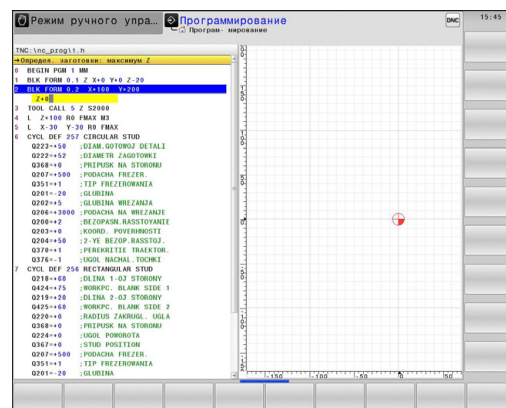 Режим ручного упра…
Программирование
Програм- мирование
DNC
15:45
TNC:\nc_prog\1.h
→Определ. заготовки: максимум Z
0 BEGIN PGM 1 MM
1 BLK FORM 0.1 Z X+0 Y+0 Z-20
2 BLK FORM 0.2 X+100 Y+200
Z+0
3 TOOL CALL 5 Z S2000
4 L Z+100 R0 FMAX M3
5 L X-30 Y-30 R0 FMAX
6 CYCL DEF 257 CIRCULAR STUD
Q223=+50 ;DIAM.GOTOWOJ DETALI
Q222=+52 ;DIAMETR ZAGOTOWKI
Q368=+0 ;PRIPUSK NA STORONU
Q207=+500 ;PODACHA FREZER.
Q351=+1 ;TIP FREZEROWANIA
Q201=-20 ;GLUBINA
Q202=+5 ;GLUBINA WREZANJA
Q206=+3000 ;PODACHA NA WREZANJE
Q200=+2 ;BEZOPASN.RASSTOYANIE
Q203=+0 ;KOORD. POVERHNOSTI
Q204=+50 ;2-YE BEZOP.RASSTOJ.
Q370=+1 ;PEREKRITIE TRAEKTOR.
Q376=-1 ;UGOL NACHAL.TOCHKI
7 CYCL DEF 256 RECTANGULAR STUD
Q218=+60 ;DLINA 1-OJ STORONY
Q424=+75 ;WORKPC. BLANK SIDE 1
Q219=+20 ;DLINA 2-OJ STORONY
Q425=+60 ;WORKPC. BLANK SIDE 2
Q220=+0 ;RADIUS ZAKRUGL. UGLA
Q368=+0 ;PRIPUSK NA STORONU
Q224=+0 ;UGOL POWOROTA
Q367=+0 ;STUD POSITION
Q207=+500 ;PODACHA FREZER.
Q351=+1 ;TIP FREZEROWANIA
Q201=-20 ;GLUBINA
-150 -100 -50 0 50